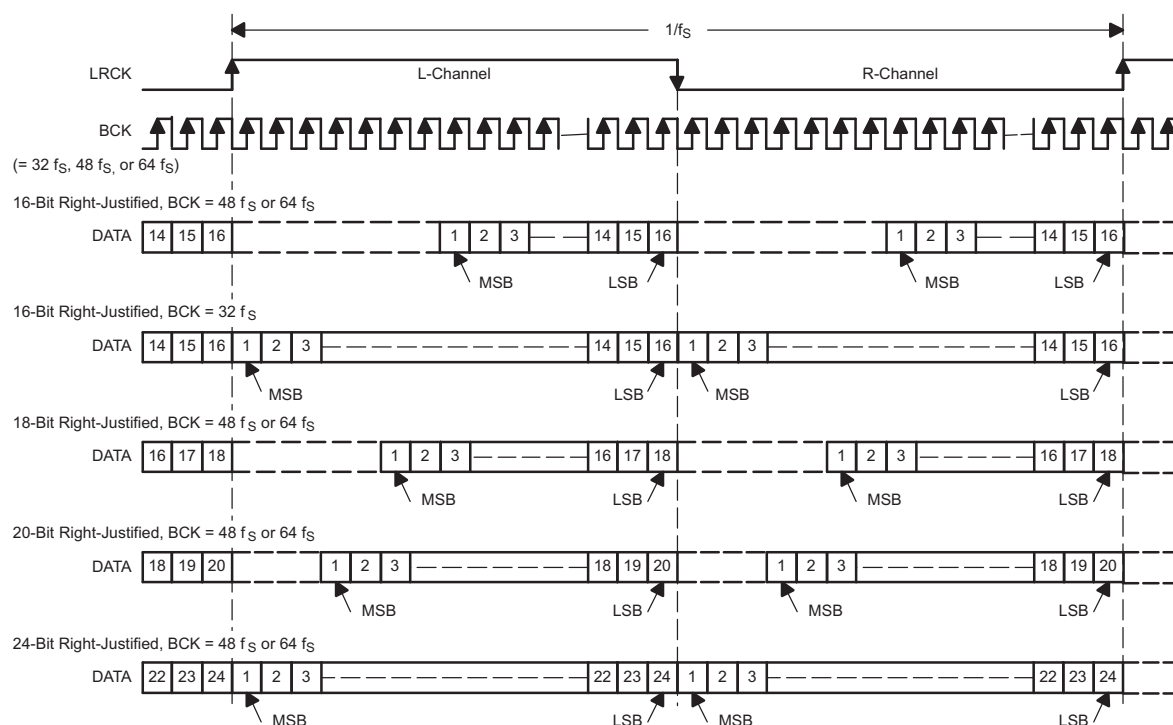 1/fS
LRCK L-Channel R-Channel
BCK
(= 32 fS, 48 fS, or 64 fS)
16-Bit Right-Justified, BCK = 48 fS or 64 fS
DATA 14 15 16 1 2 3 14 15 16 1 2 3 14 15 16
MSB LSB MSB LSB
16-Bit Right-Justified, BCK = 32 fS
DATA 14 15 16 1 2 3 14 15 16 1 2 3 14 15 16
MSB LSB MSB LSB
18-Bit Right-Justified, BCK = 48 fS or 64 fS
DATA 16 17 18 1 2 3 16 17 18 1 2 3 16 17 18
MSB LSB MSB LSB
20-Bit Right-Justified, BCK = 48 fS or 64 fS
DATA 18 19 20 1 2 3 18 19 20 1 2 3 18 19 20
MSB LSB MSB LSB
24-Bit Right-Justified, BCK = 48 fS or 64 fS
DATA 22 23 24 1 2 3 22 23 24 1 2 3 22 23 24
MSB LSB MSB LSB